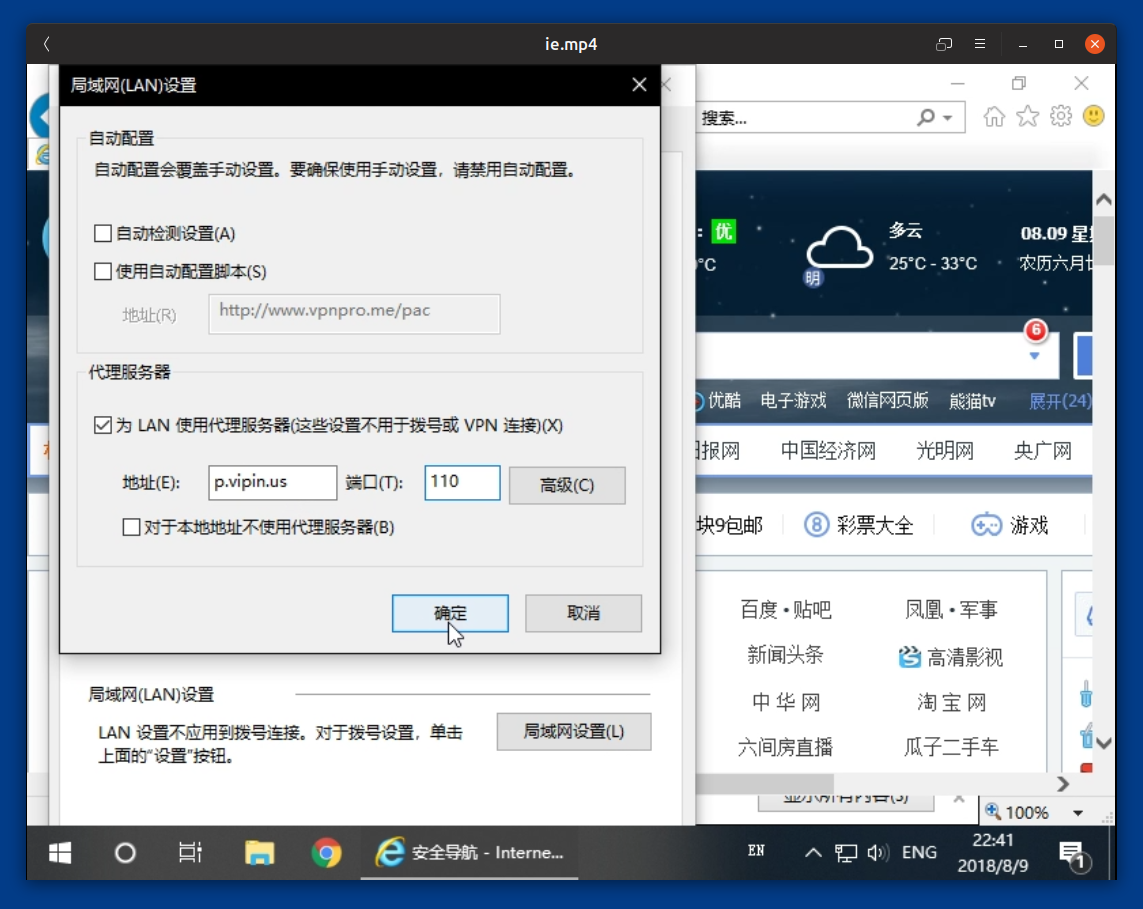 ie.mp4
局域网(LAN)设置
搜索...
自动配置
自动配置会覆盖手动设置。要确保使用手动设置，请禁用自动配置。
自动检测设置(A)
使用自动配置脚本(S)
地址(R)
http://www.vpnpro.me/pac
代理服务器
为 LAN 使用代理服务器(这些设置不用于拨号或 VPN 连接)(X)
地址(E):
p.vipin.us
端口(T):
110
高级(C)
对于本地地址不使用代理服务器(B)
确定
取消
局域网(LAN)设置
LAN 设置不应用到拨号连接。对于拨号设置，单击
上面的“设置”按钮。
局域网设置(L)
: 优
°C
明
多云
25°C - 33°C
08.09 星
农历六月廿
6
优酷 电子游戏 微信网页版 熊猫tv 展开(24)
报网 中国经济网 光明网 央广网
块9包邮 8 彩票大全 游戏
百度 • 贴吧 凤凰 • 军事
新闻头条 高清影视
中 华 网 淘 宝 网
六间房直播 瓜子二手车
显示所有内容(S)
100%
安全导航 - Interne...
EN
ENG
22:41
2018/8/9
1